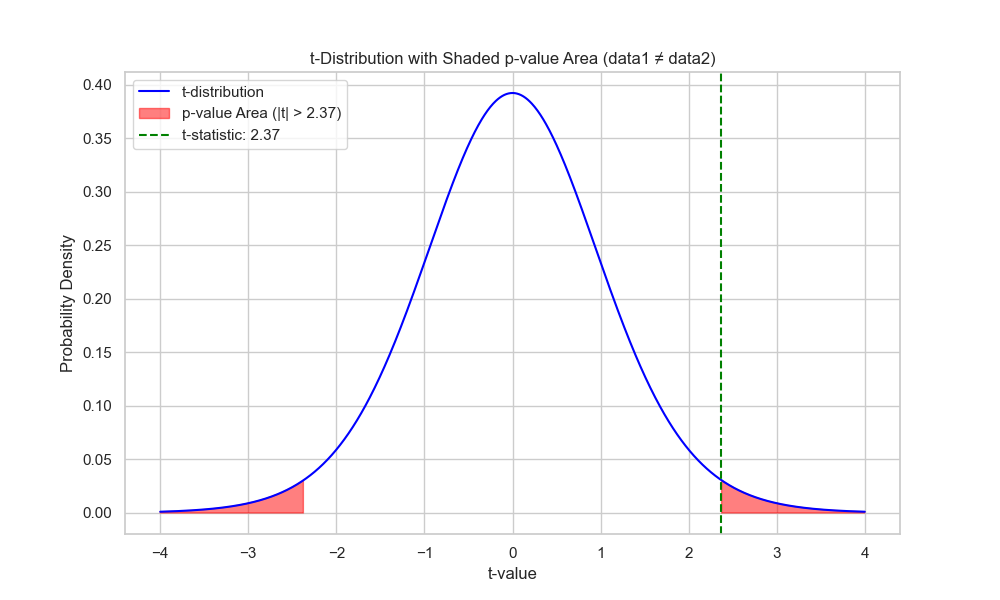 t-Distribution with Shaded p-value Area (data1 ≠ data2)
t-distribution
p-value Area (|t| > 2.37)
t-statistic: 2.37
Probability Density
0.40
0.35
0.30
0.25
0.20
0.15
0.10
0.05
0.00
−4 −3 −2 −1 0 1 2 3 4
t-value